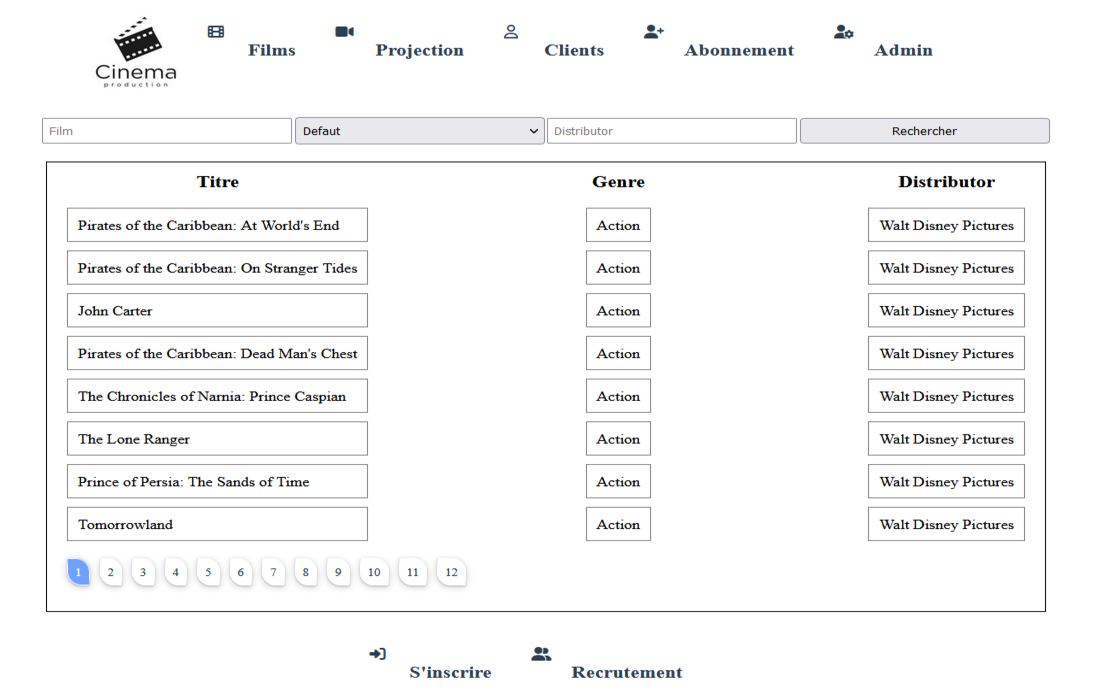 Cinema
production
Films
Projection
Clients
Abonnement
Admin
Film
Defaut
Distributor
Rechercher
Titre Genre Distributor
Pirates of the Caribbean: At World's End Action Walt Disney Pictures
Pirates of the Caribbean: On Stranger Tides Action Walt Disney Pictures
John Carter Action Walt Disney Pictures
Pirates of the Caribbean: Dead Man's Chest Action Walt Disney Pictures
The Chronicles of Narnia: Prince Caspian Action Walt Disney Pictures
The Lone Ranger Action Walt Disney Pictures
Prince of Persia: The Sands of Time Action Walt Disney Pictures
Tomorrowland Action Walt Disney Pictures
1 2 3 4 5 6 7 8 9 10 11 12
S'inscrire Recrutement